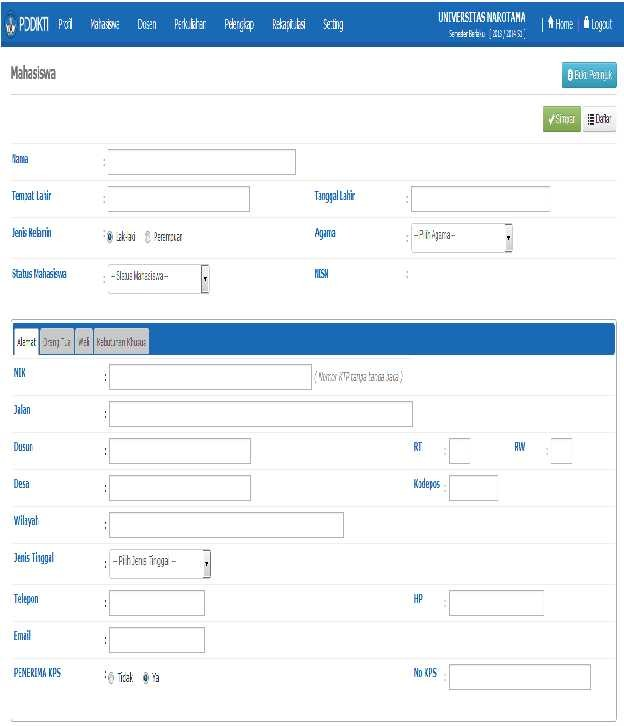 PDDIKTI Profil Mahasiswa Dosen Perkuliahan Pelengkap Rekapitulasi Setting UNIVERSITAS NAROTAMA | Home | Logout
Semester Berlaku : [ 2013 / 2014 S1 ]
Mahasiswa Buku Petunjuk
Simpan Daftar
Nama :
Tempat Lahir : Tanggal Lahir :
Jenis Kelamin : Laki-laki Perempuan Agama : -- Pilih Agama --
Status Mahasiswa : -- Status Mahasiswa -- NISN :
Alamat Orang Tua Wali Kebutuhan Khusus
NIK : ( Nomor KTP tanpa tanda baca )
Jalan :
Dusun : RT : RW :
Desa : Kodepos :
Wilayah :
Jenis Tinggal : -- Pilih Jenis Tinggal --
Telepon : HP :
Email :
PENERIMA KPS : Tidak Ya No KPS :